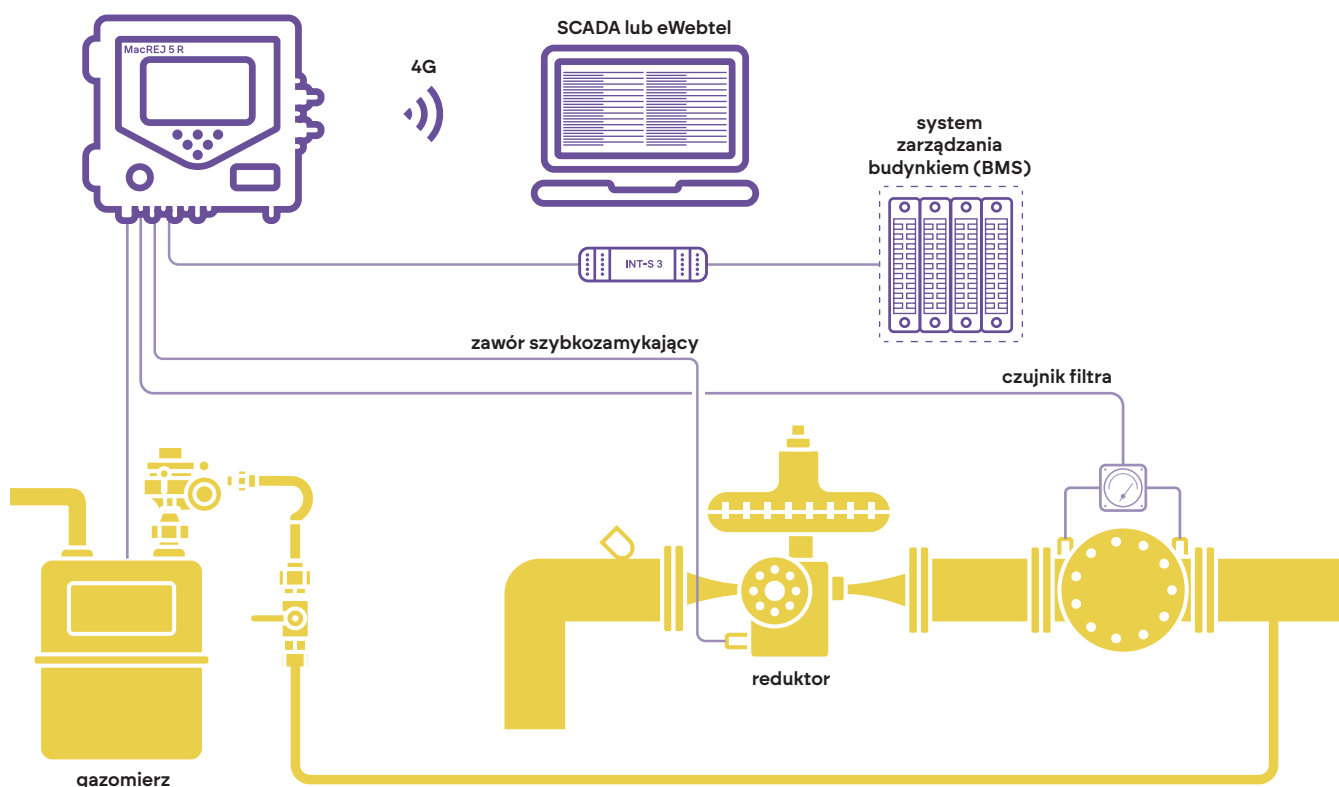 SCADA lub eWebtel
MacREJ 5 R
4G
system
zarządzania
budynkiem (BMS)
INT-S 3
zawór szybkozamykający
czujnik filtra
reduktor
gazomierz